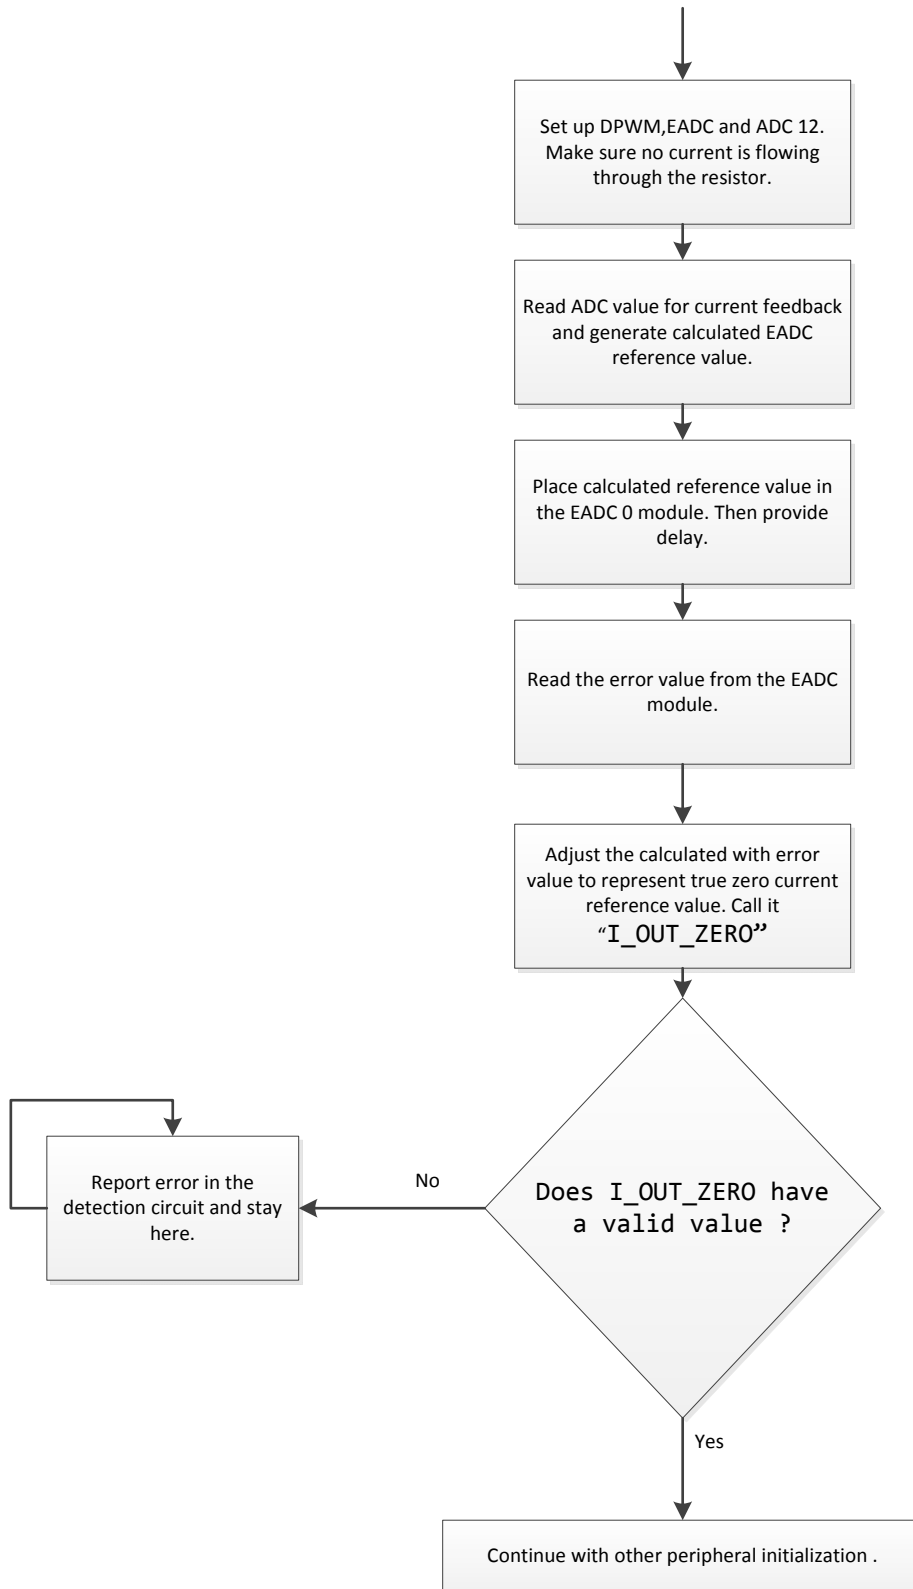 Set up DPWM,EADC and ADC 12.
Make sure no current is flowing
through the resistor.
Read ADC value for current feedback
and generate calculated EADC
reference value.
Place calculated reference value in
the EADC 0 module. Then provide
delay.
Read the error value from the EADC
module.
Adjust the calculated with error
value to represent true zero current
reference value. Call it
“I_OUT_ZERO”
Does I_OUT_ZERO have
a valid value ?
No
Report error in the
detection circuit and stay
here.
Yes
Continue with other peripheral initialization .